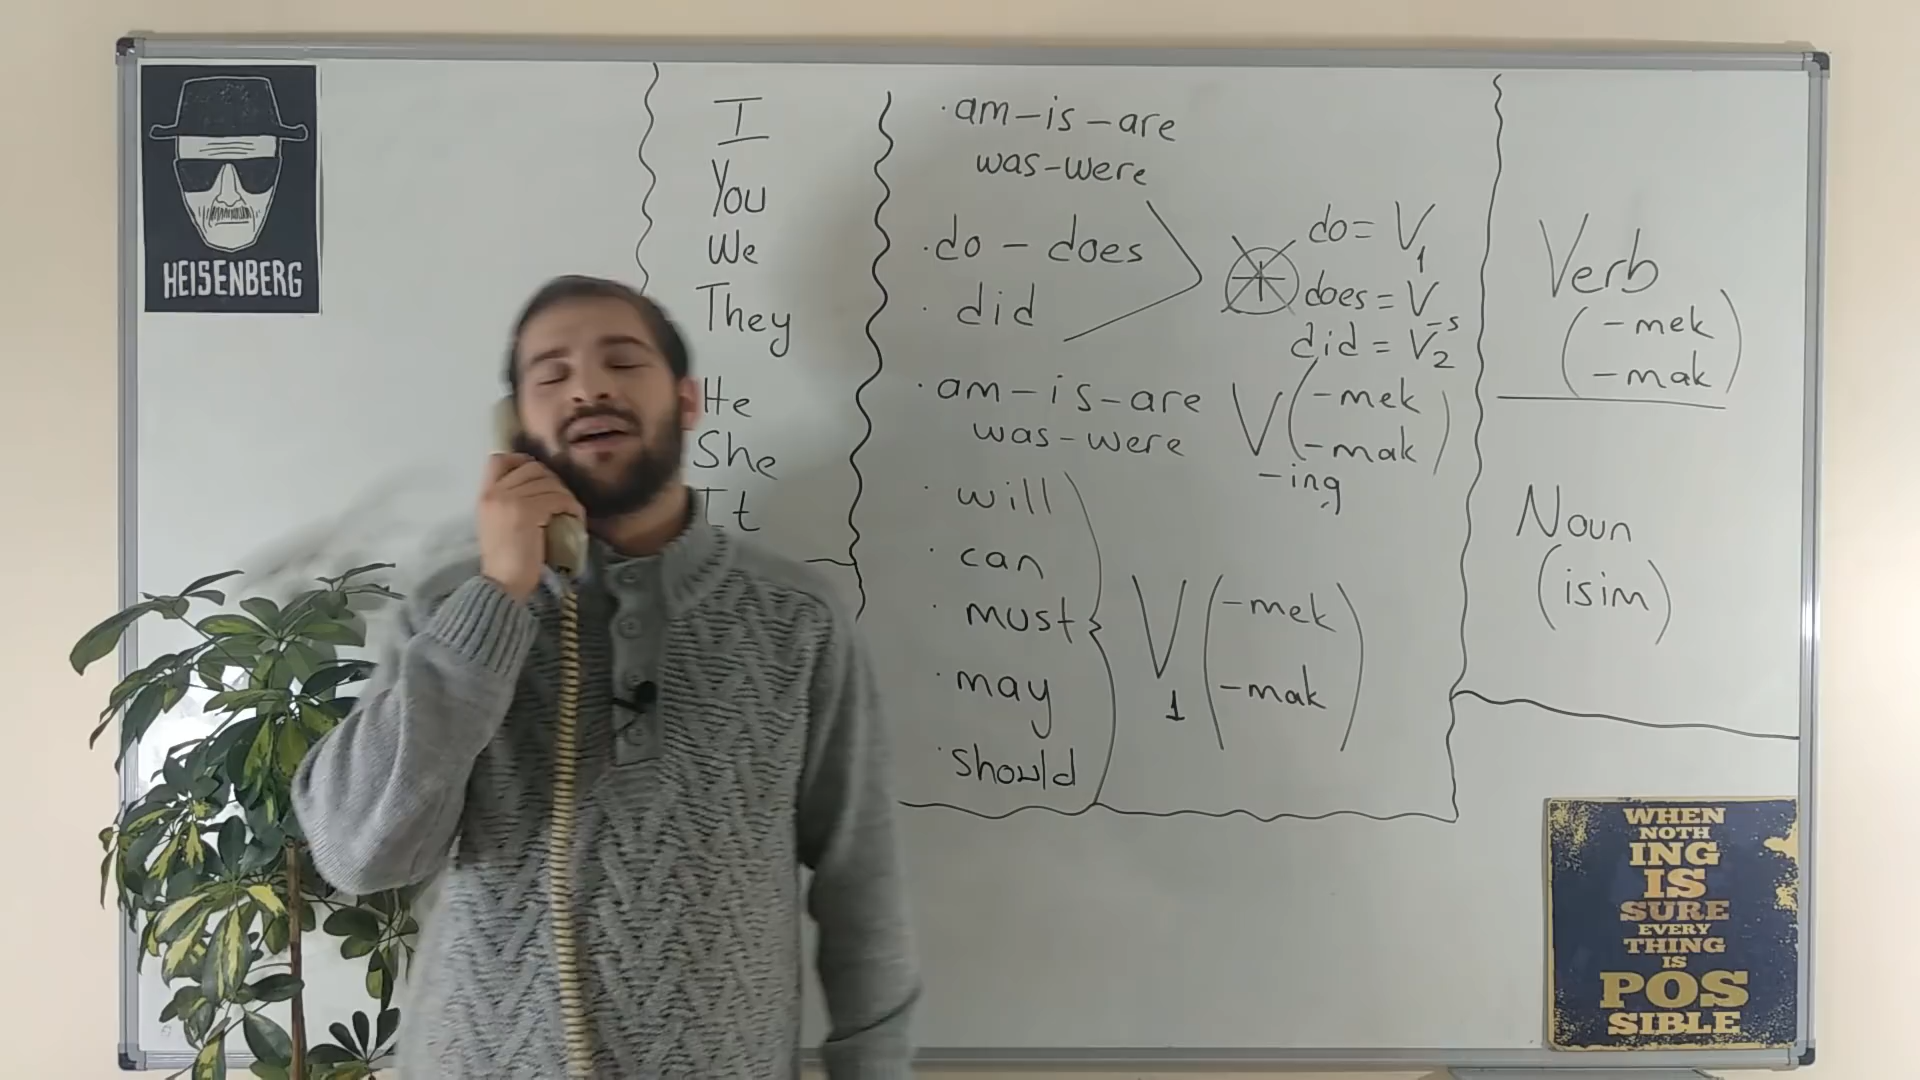 HEISENBERG
I
You
We
They
He
She
It
· am-is-are
was-were
· do - does
· did
+
do = V1
does = V-s
did = V2
· am-is-are
was-were
V (-mek
-mak)
-ing
· will
· can
· must
· may
· should
V1 (-mek
-mak)
Verb
(-mek
-mak)
Noun
(isim)
WHEN
NOTH
ING
IS
SURE
EVERY
THING
IS
POS
SIBLE